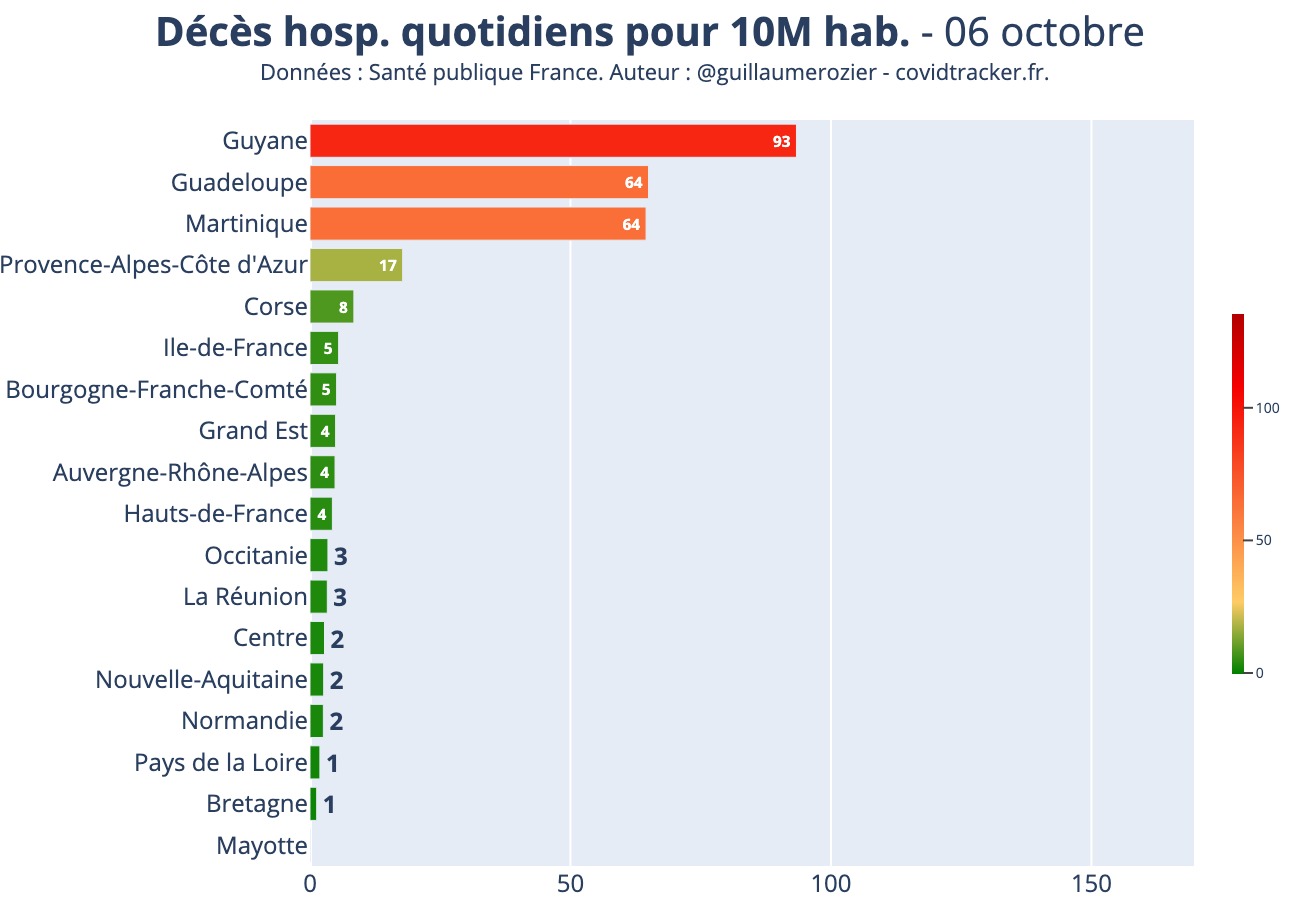 Décès hosp. quotidiens pour 10M hab. - 06 octobre
Données : Santé publique France. Auteur : @guillaumerozier - covidtracker.fr.
Guyane 93
Guadeloupe 64
Martinique 64
Provence-Alpes-Côte d'Azur 17
Corse 8
Ile-de-France 5
Bourgogne-Franche-Comté 5
Grand Est 4
Auvergne-Rhône-Alpes 4
Hauts-de-France 4
Occitanie 3
La Réunion 3
Centre 2
Nouvelle-Aquitaine 2
Normandie 2
Pays de la Loire 1
Bretagne 1
Mayotte
0 50 100 150
100
50
0